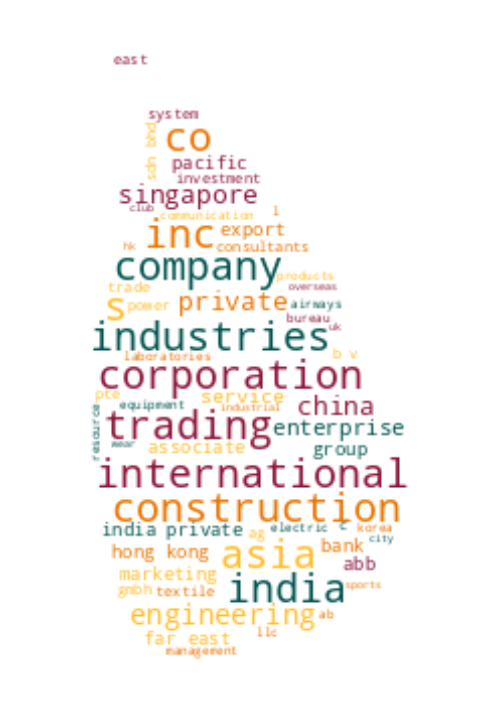 east
system
bhd
co
sdn
pacific
investment
singapore
club
communication
l
inc
export
hk
consultants
company
products
trade
overseas
s
power
private
airways
bureau
industries
uk
laboratories
b v
corporation
pte
service
equipment
industrial
china
resource
trading
enterprise
wear
associate
group
international
construction
india private
ag
electric
c
korea
city
hong kong
asia
bank
abb
marketing
india
sports
gmbh
textile
engineering
ab
far east
llc
management